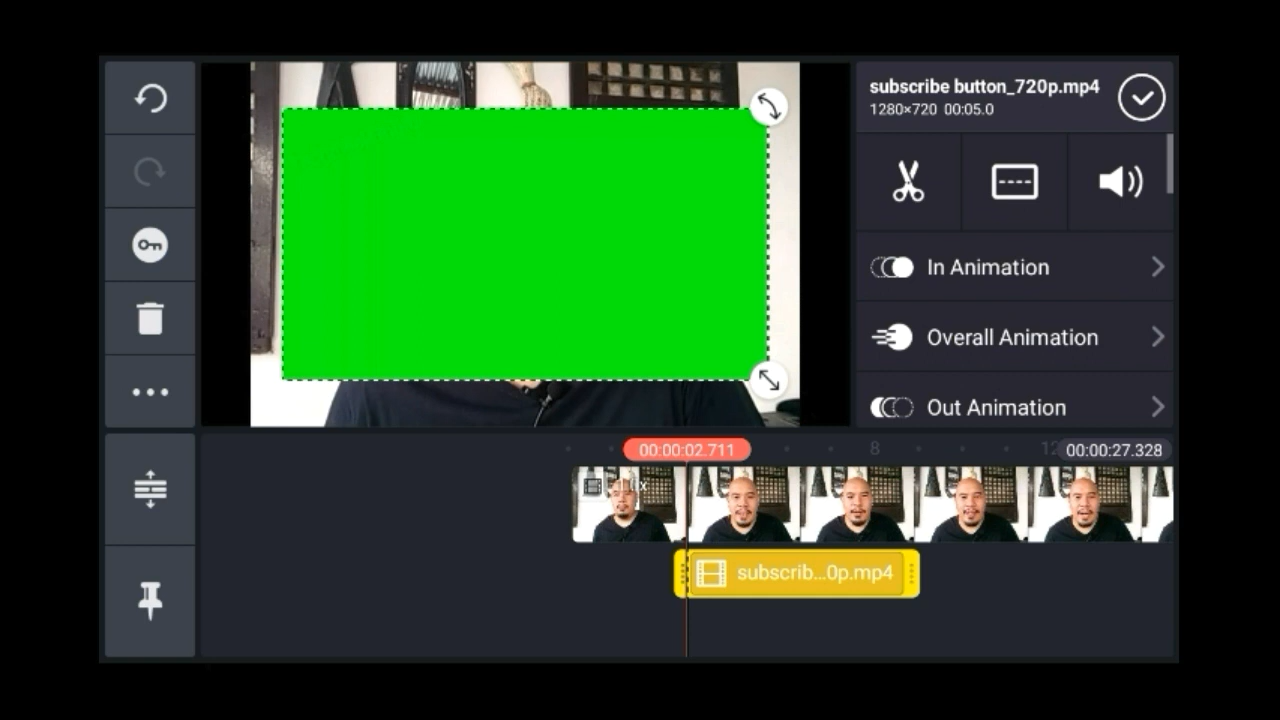 subscribe button_720p.mp4
1280×720 00:05.0
In Animation
Overall Animation
Out Animation
00:00:02.711
8
12
00:00:27.328
subscrib...0p.mp4